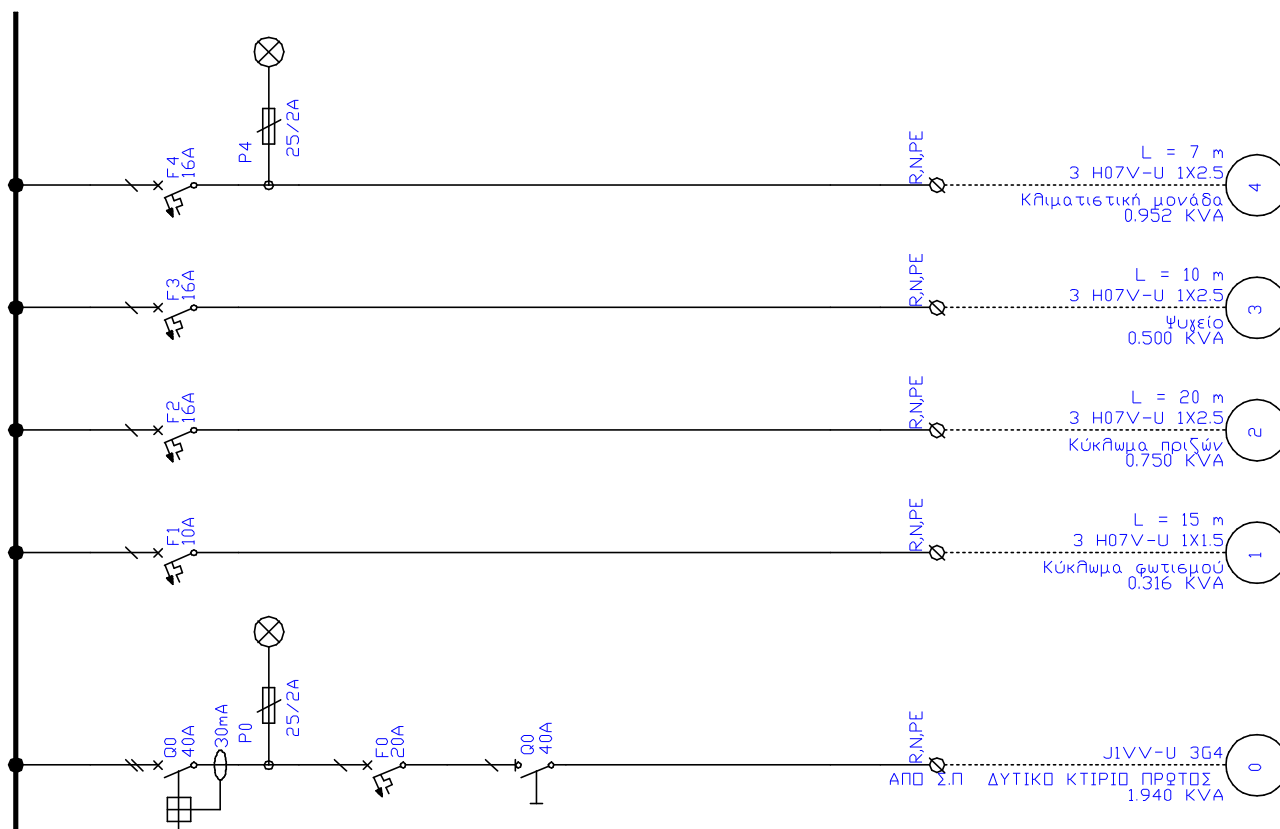 P4
25/2A
F4
16A
R,N,PE
L = 7 m
3 H07V-U 1X2.5
Κλιματιστική μονάδα
0.952 KVA
4
F3
16A
R,N,PE
L = 10 m
3 H07V-U 1X2.5
Ψυγείο
0.500 KVA
3
F2
16A
R,N,PE
L = 20 m
3 H07V-U 1X2.5
Κύκλωμα πριζών
0.750 KVA
2
F1
10A
R,N,PE
L = 15 m
3 H07V-U 1X1.5
Κύκλωμα φωτισμού
0.316 KVA
1
Q0
40A
30mA
P0
25/2A
F0
20A
Q0
40A
R,N,PE
J1VV-U 3G4
ΑΠΟ Σ.Π ΔΥΤΙΚΟ ΚΤΙΡΙΟ ΠΡΩΤΟΣ
1.940 KVA
0